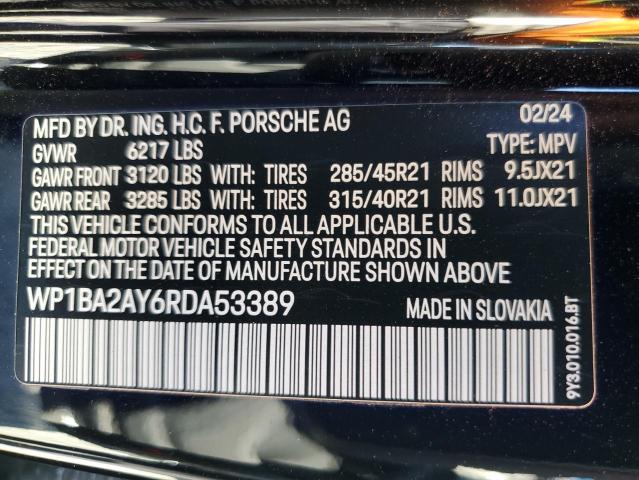 MFD BY DR. ING. H.C. F. PORSCHE AG 02/24
GVWR 6217 LBS TYPE: MPV
GAWR FRONT 3120 LBS WITH: TIRES 285/45R21 RIMS 9.5JX21
GAWR REAR 3285 LBS WITH: TIRES 315/40R21 RIMS 11.0JX21
THIS VEHICLE CONFORMS TO ALL APPLICABLE U.S.
FEDERAL MOTOR VEHICLE SAFETY STANDARDS IN
EFFECT ON THE DATE OF MANUFACTURE SHOWN ABOVE
WP1BA2AY6RDA53389 MADE IN SLOVAKIA
9Y3.010.016.BT